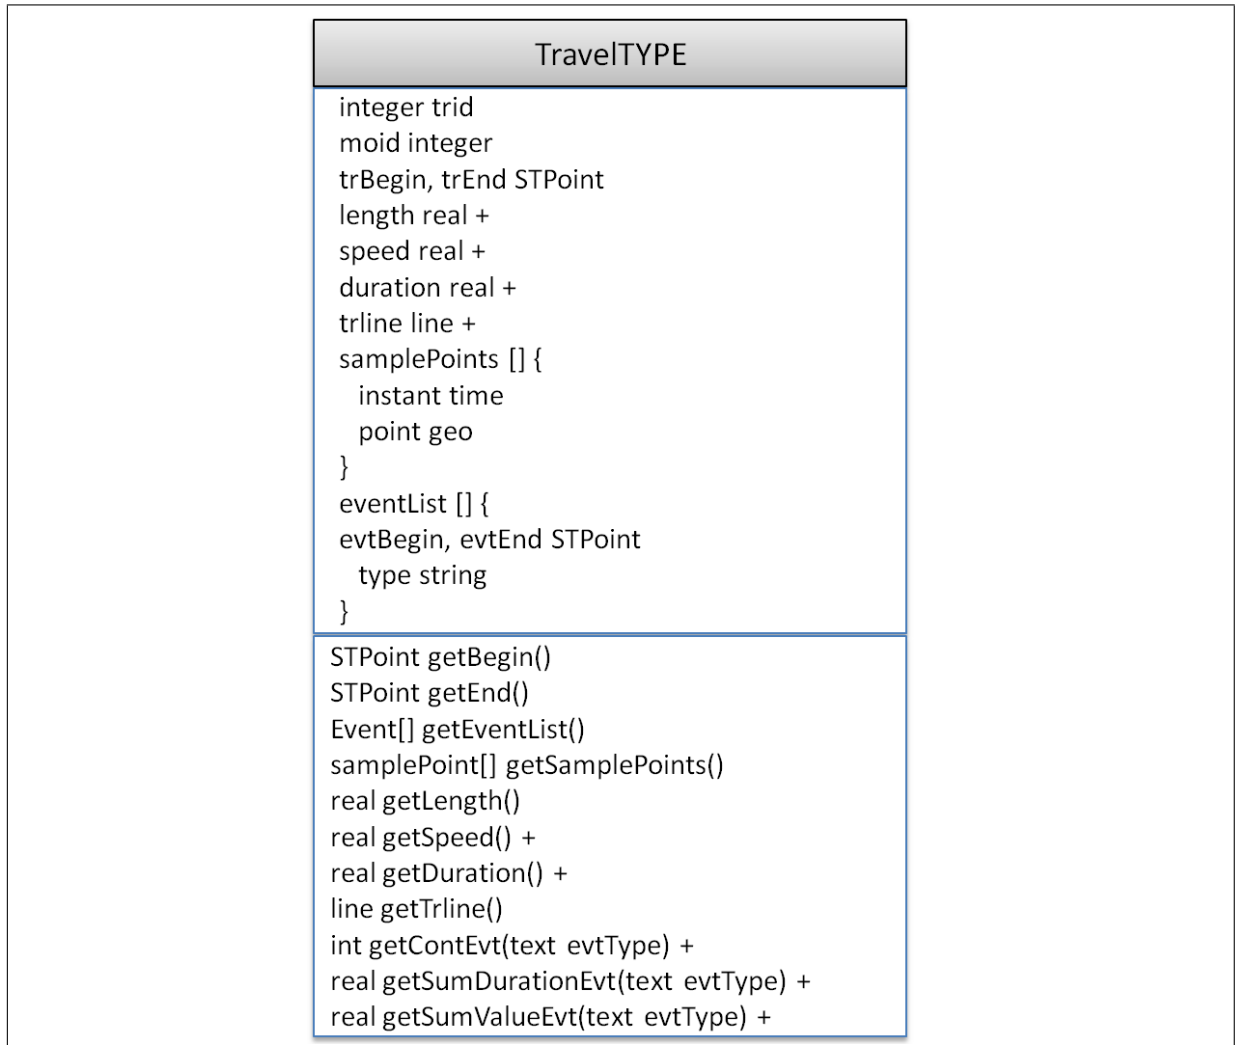 TravelTYPE
integer trid
moid integer
trBegin, trEnd STPoint
length real +
speed real +
duration real +
trline line +
samplePoints [] {
instant time
point geo
}
eventList [] {
evtBegin, evtEnd STPoint
type string
}
STPoint getBegin()
STPoint getEnd()
Event[] getEventList()
samplePoint[] getSamplePoints()
real getLength()
real getSpeed() +
real getDuration() +
line getTrline()
int getContEvt(text evtType) +
real getSumDurationEvt(text evtType) +
real getSumValueEvt(text evtType) +